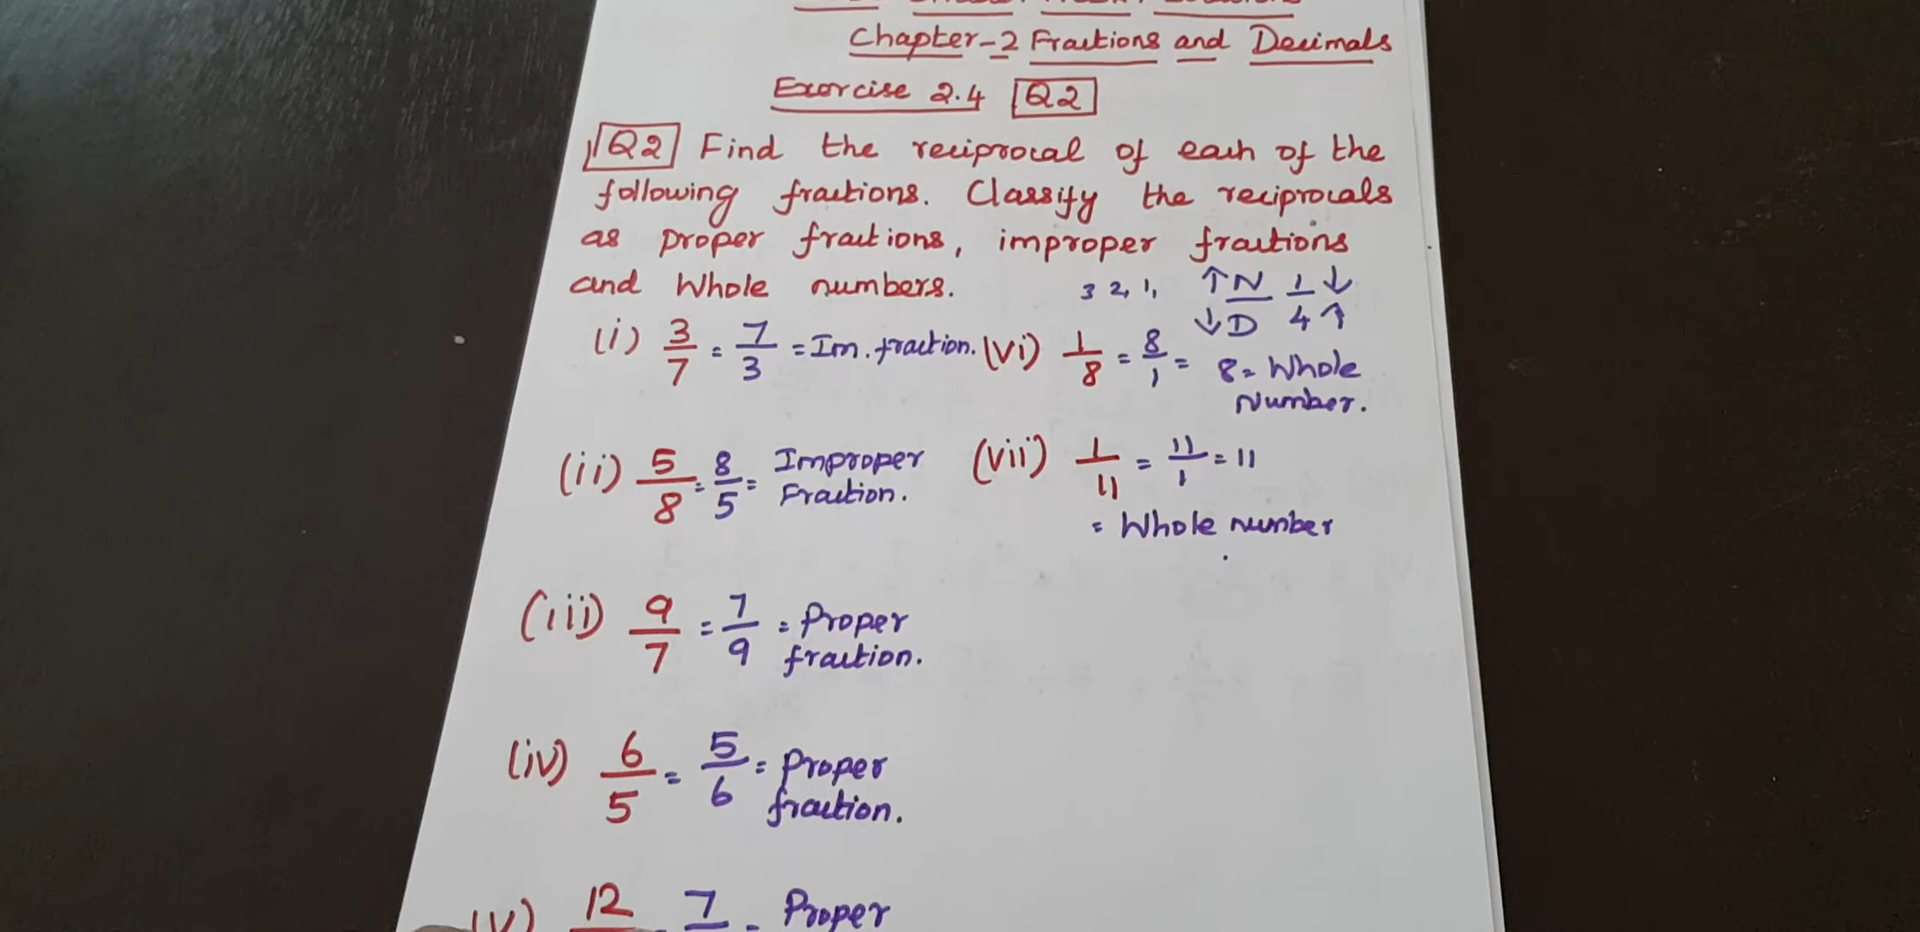 Chapter-2 Fractions and Decimals
Exercise 2.4 Q2
Q2 Find the reciprocal of each of the
following fractions. Classify the reciprocals
as proper fractions, improper fractions
and Whole numbers.
3 2, 1, ↑N/↓D 1/4 ↓↑
(i) 3/7 = 7/3 = Im. fraction.
(ii) 5/8 = 8/5 = Improper
Fraction.
(iii) 9/7 = 7/9 = Proper
fraction.
(iv) 6/5 = 5/6 = Proper
fraction.
(v) 12 = 7 = Proper
(vi) 1/8 = 8/1 = 8 = Whole
Number.
(vii) 1/11 = 11/1 = 11
= Whole number